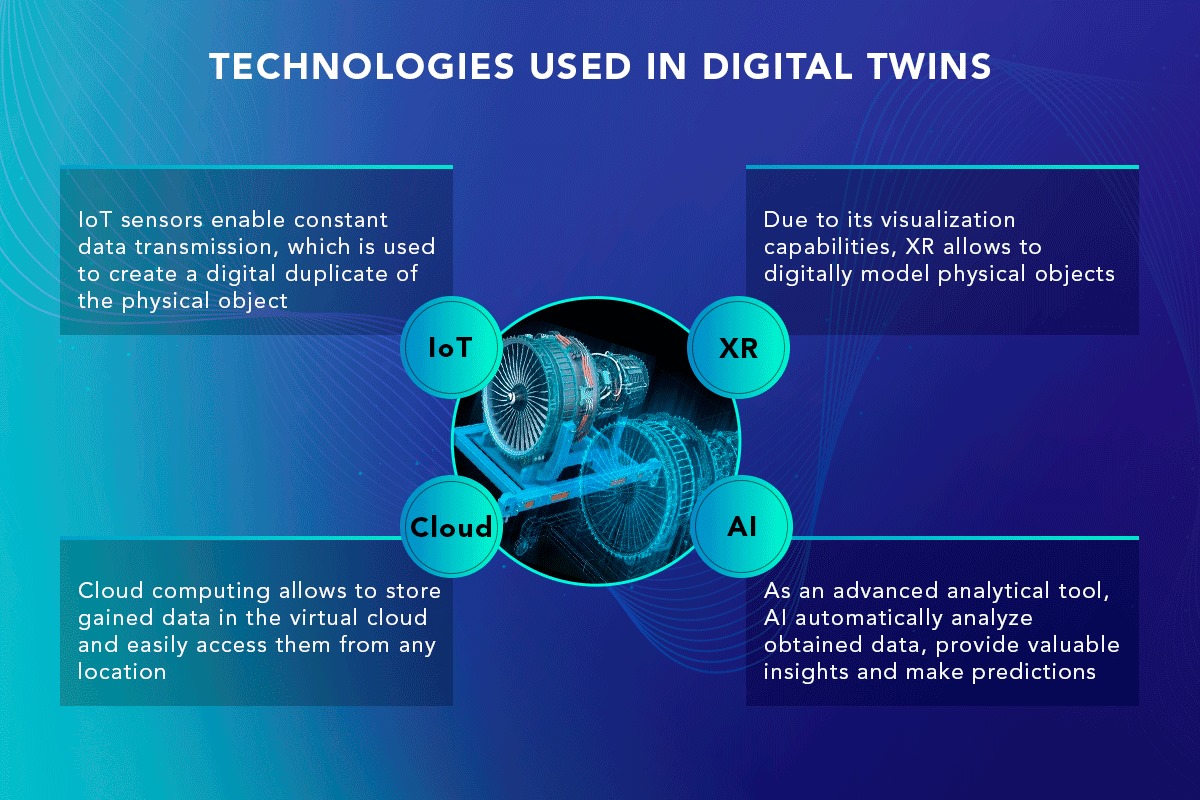 TECHNOLOGIES USED IN DIGITAL TWINS
IoT sensors enable constant
data transmission, which is used
to create a digital duplicate of
the physical object
Due to its visualization
capabilities, XR allows to
digitally model physical objects
IoT
XR
Cloud
AI
Cloud computing allows to store
gained data in the virtual cloud
and easily access them from any
location
As an advanced analytical tool,
AI automatically analyze
obtained data, provide valuable
insights and make predictions